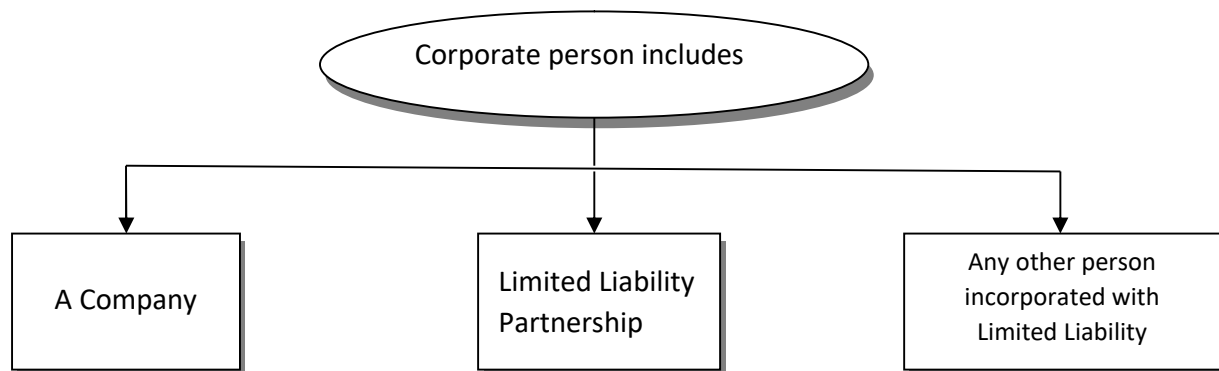 Corporate person includes
A Company
Limited Liability
Partnership
Any other person
incorporated with
Limited Liability